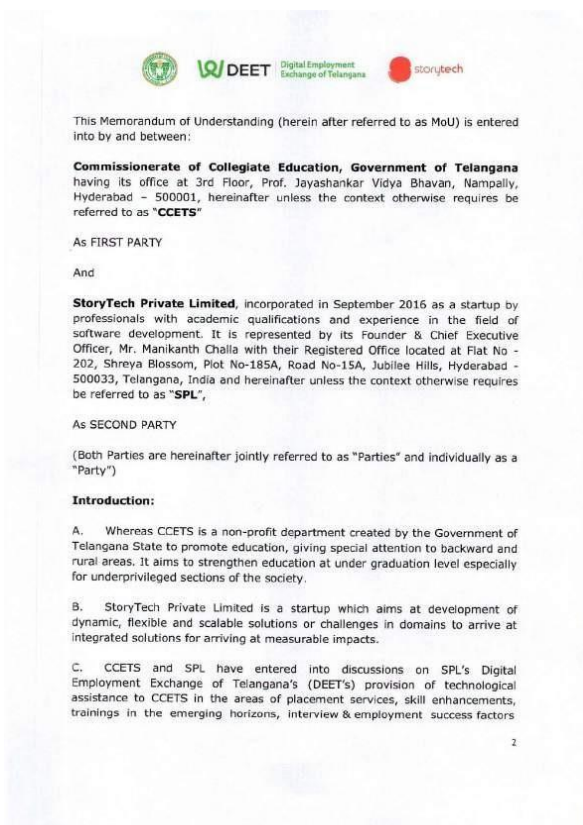 DEET
Digital Employment
Exchange of Telangana
storytech
This Memorandum of Understanding (herein after referred to as MoU) is entered
into by and between:
Commissionerate of Collegiate Education, Government of Telangana
having its office at 3rd Floor, Prof. Jayashankar Vidya Bhavan, Nampally,
Hyderabad – 500001, hereinafter unless the context otherwise requires be
referred to as "CCETS"
As FIRST PARTY
And
StoryTech Private Limited, incorporated in September 2016 as a startup by
professionals with academic qualifications and experience in the field of
software development. It is represented by its Founder & Chief Executive
Officer, Mr. Manikanth Challa with their Registered Office located at Flat No -
202, Shreya Blossom, Plot No-185A, Road No-15A, Jubilee Hills, Hyderabad -
500033, Telangana, India and hereinafter unless the context otherwise requires
be referred to as "SPL",
As SECOND PARTY
(Both Parties are hereinafter jointly referred to as "Parties" and individually as a
"Party")
Introduction:
A. Whereas CCETS is a non-profit department created by the Government of
Telangana State to promote education, giving special attention to backward and
rural areas. It aims to strengthen education at under graduation level especially
for underprivileged sections of the society.
B. StoryTech Private Limited is a startup which aims at development of
dynamic, flexible and scalable solutions or challenges in domains to arrive at
integrated solutions for arriving at measurable impacts.
C. CCETS and SPL have entered into discussions on SPL's Digital
Employment Exchange of Telangana's (DEET's) provision of technological
assistance to CCETS in the areas of placement services, skill enhancements,
trainings in the emerging horizons, interview & employment success factors
2